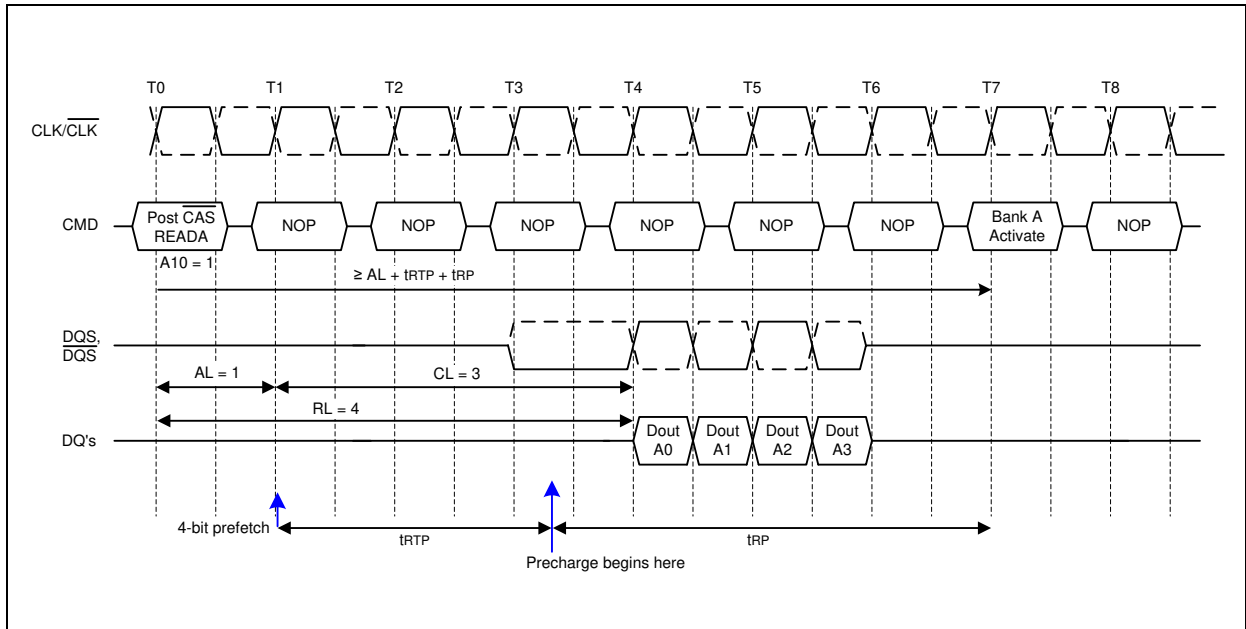 T0 T1 T2 T3 T4 T5 T6 T7 T8
CLK/CLK
CMD
Post CAS
READA
NOP NOP NOP NOP NOP NOP
Bank A
Activate
NOP
A10 = 1
≥ AL + tRTP + tRP
DQS,
DQS
AL = 1
CL = 3
RL = 4
DQ's
Dout
A0
Dout
A1
Dout
A2
Dout
A3
4-bit prefetch
tRTP
tRP
Precharge begins here